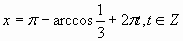 x = π − arccos 1/3 + 2πt, t ∈ Z